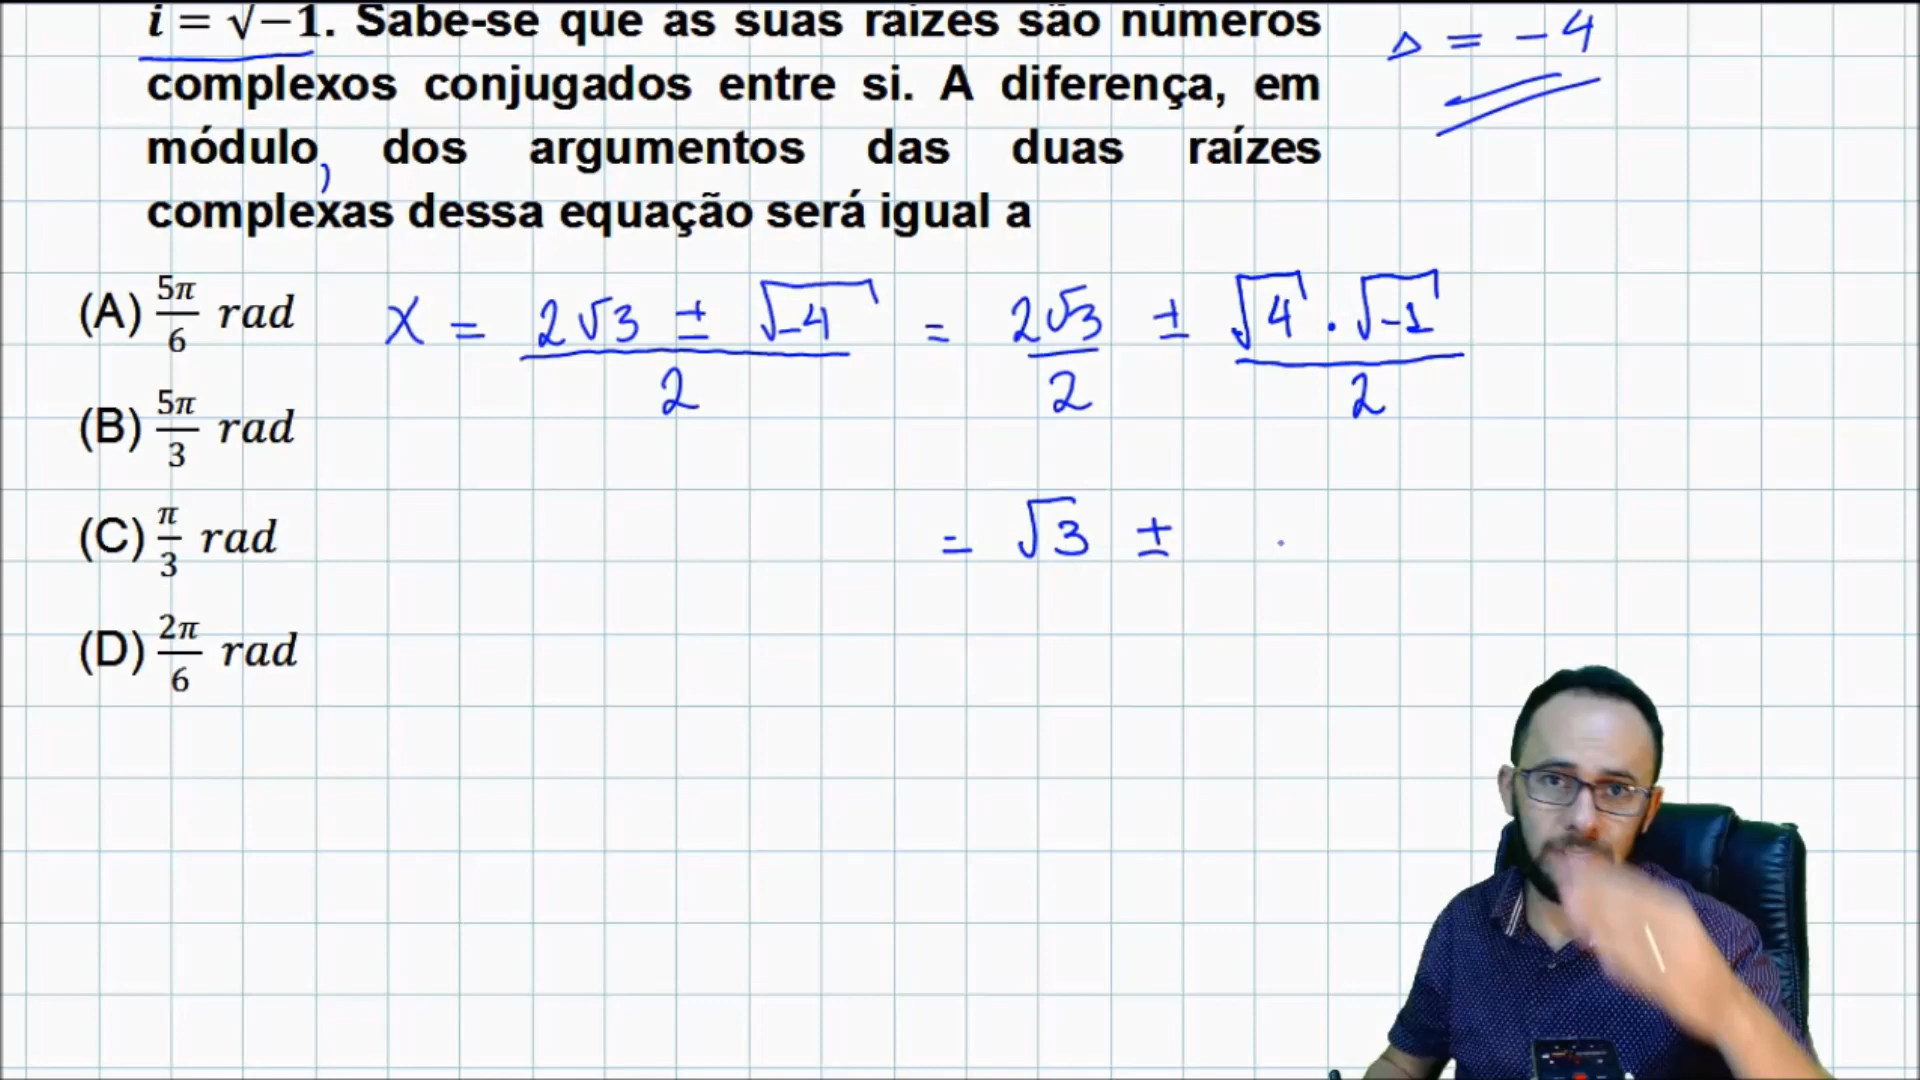 i = √−1. Sabe-se que as suas raízes são números
complexos conjugados entre si. A diferença, em
módulo, dos argumentos das duas raízes
complexas dessa equação será igual a
Δ = −4
(A) 5π/6 rad
(B) 5π/3 rad
(C) π/3 rad
(D) 2π/6 rad
x = (2√3 ± √−4)/2 = 2√3/2 ± (√4 . √−1)/2
= √3 ±